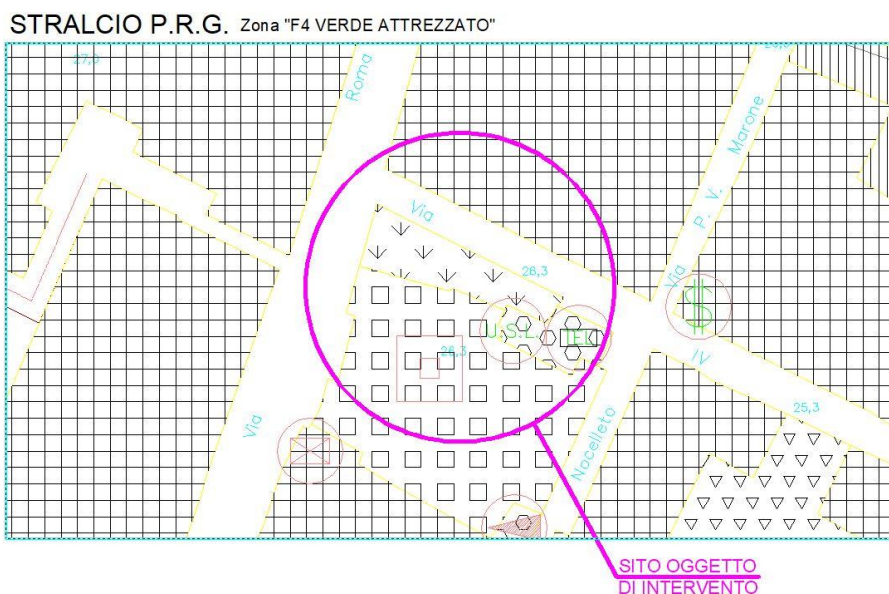 STRALCIO P.R.G. Zona "F4 VERDE ATTREZZATO"
27,0
Roma
Via P. V. Marone
Via
26,3
U.S.L.
TEL
26,3
$
IV
25,3
Via
Nocelleto
SITO OGGETTO
DI INTERVENTO